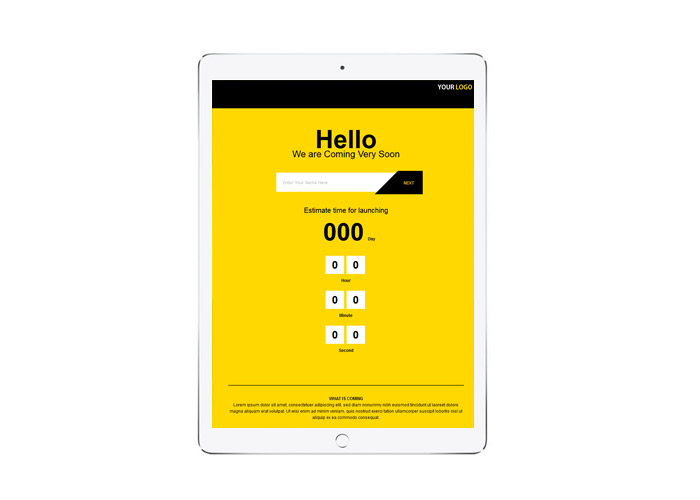 YOUR LOGO
Hello
We are Coming Very Soon
Enter Your Name Here
NEXT
Estimate time for launching
000 Day
0 0
Hour
0 0
Minute
0 0
Second
WHAT IS COMING
Lorem ipsum dolor sit amet, consectetuer adipiscing elit, sed diam nonummy nibh euismod tincidunt ut laoreet dolore
magna aliquam erat volutpat. Ut wisi enim ad minim veniam, quis nostrud exerci tation ullamcorper suscipit lobortis nisl ut
aliquip ex ea commodo consequat.